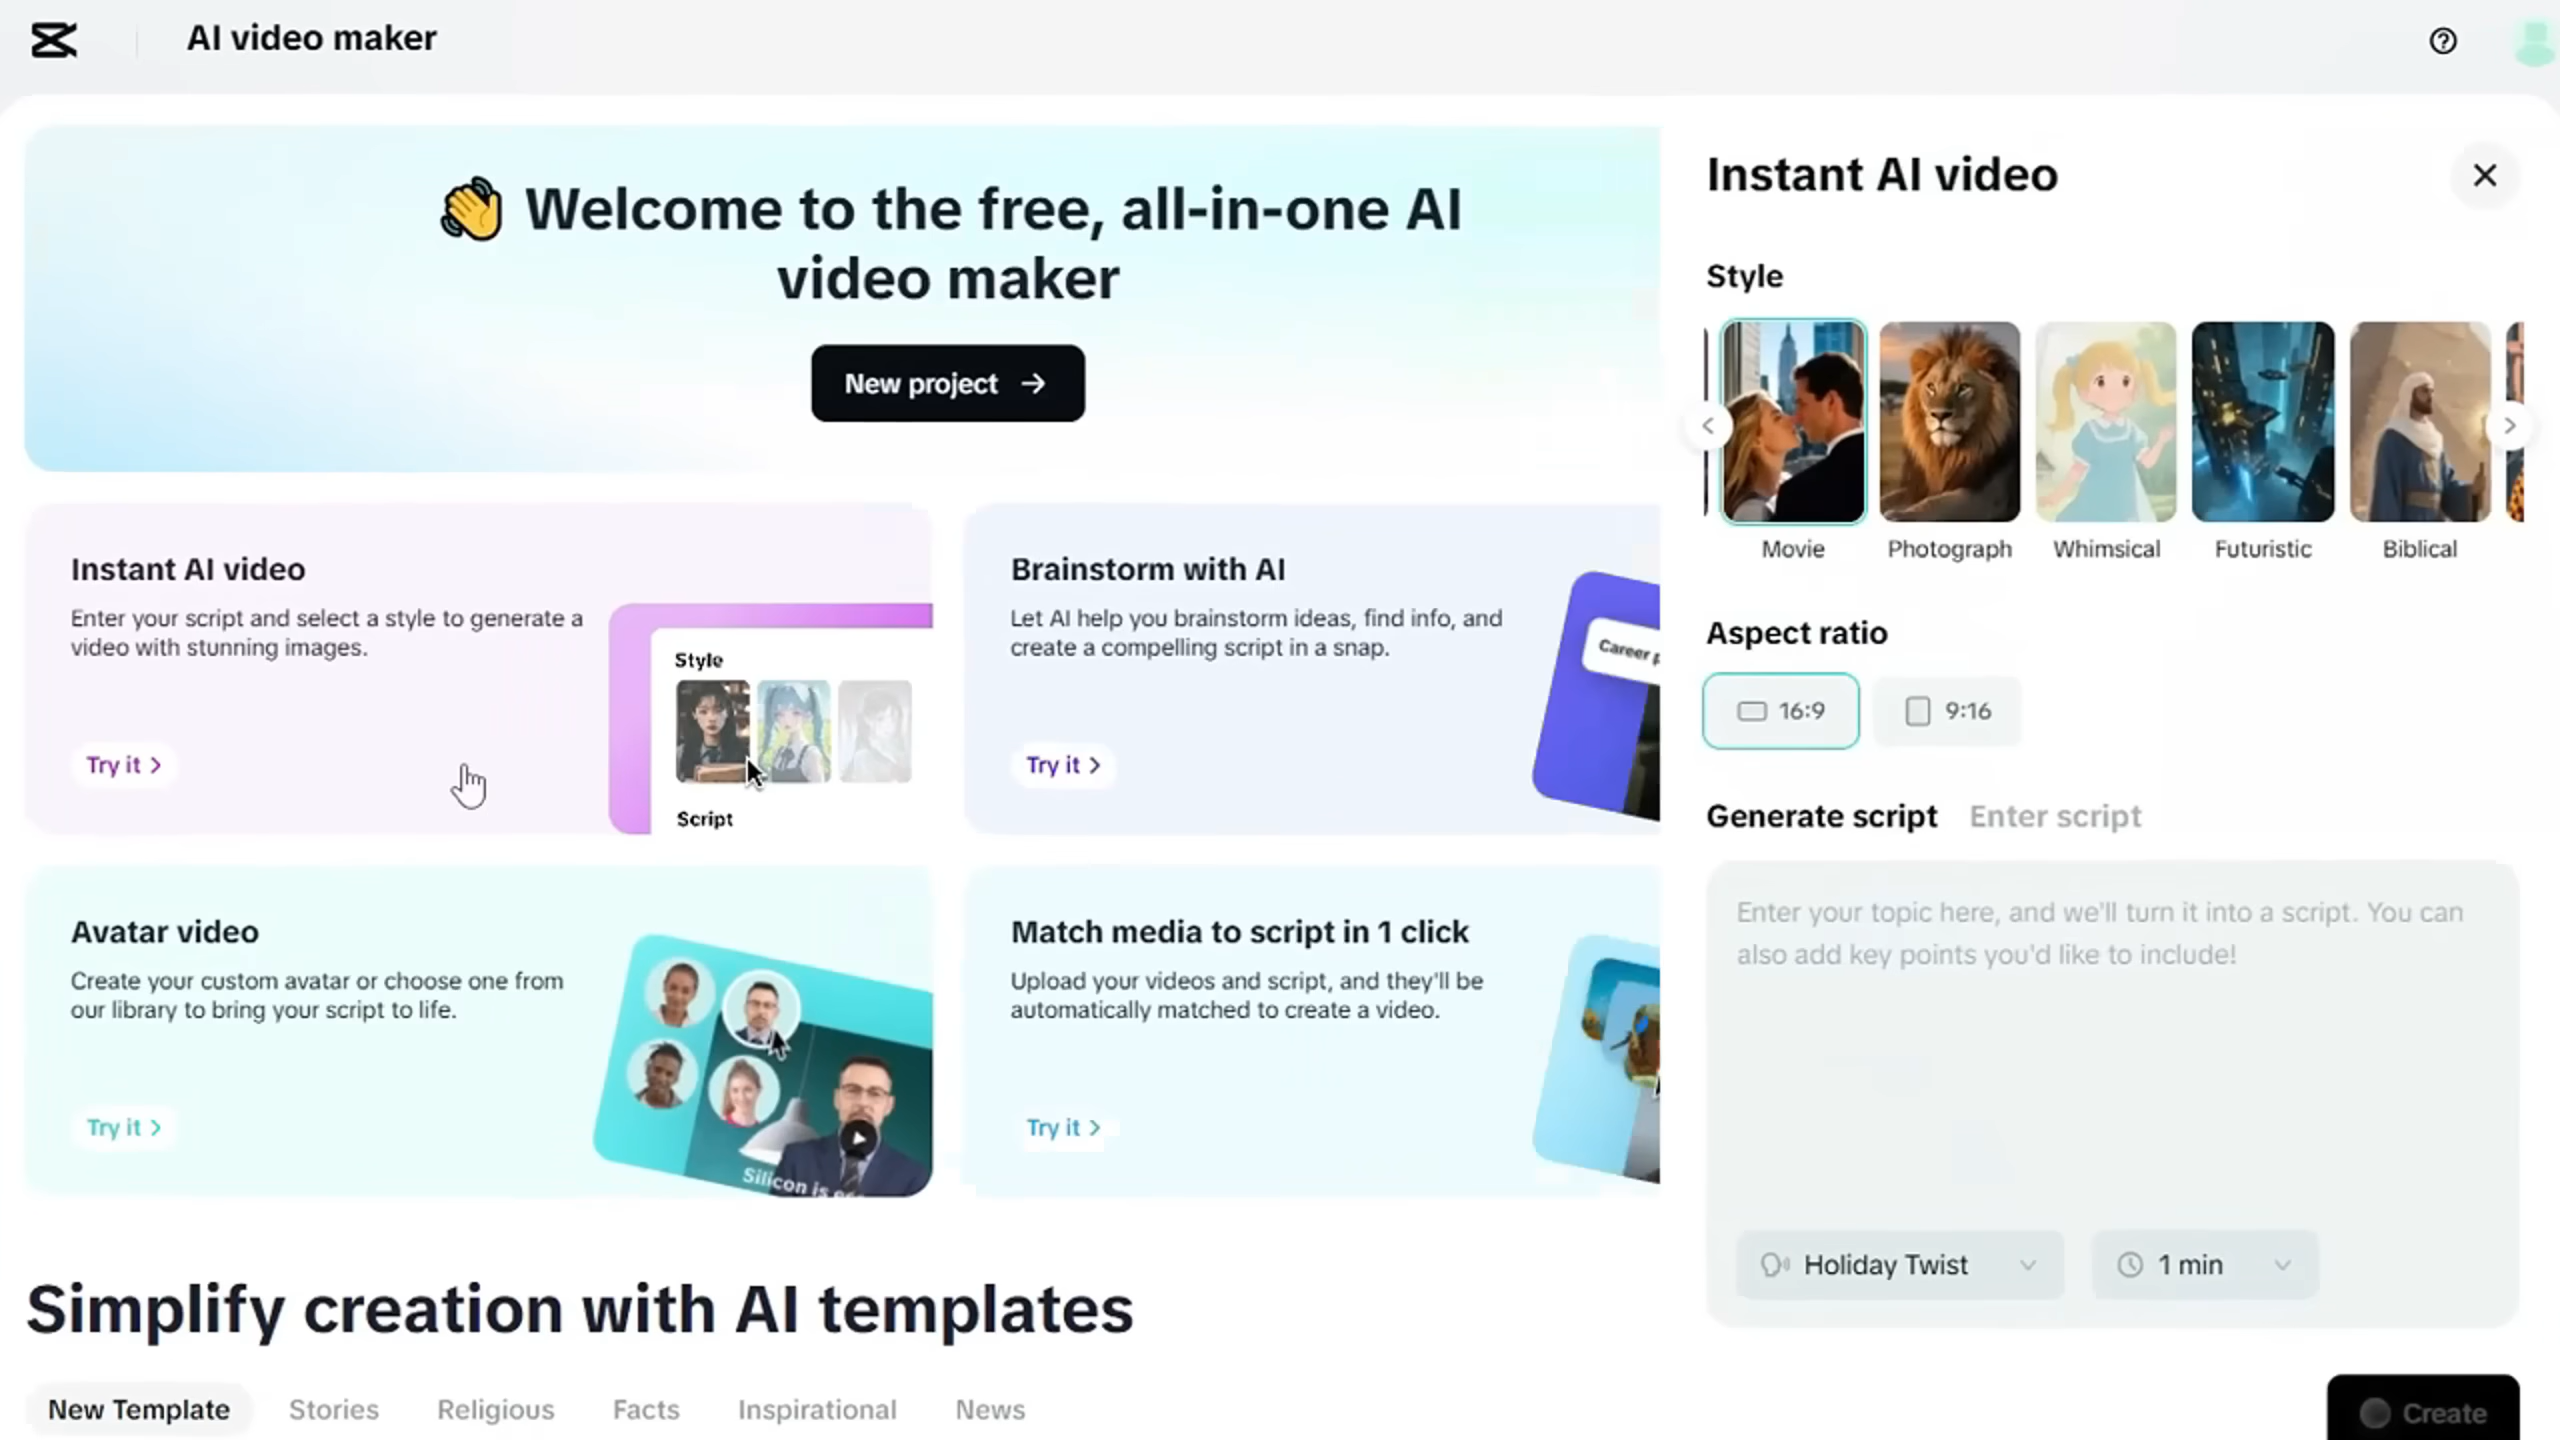 AI video maker
Welcome to the free, all-in-one AI
video maker
New project
Instant AI video
Enter your script and select a style to generate a
video with stunning images.
Try it
Style
Script
Brainstorm with AI
Let AI help you brainstorm ideas, find info, and
create a compelling script in a snap.
Try it
Career
Avatar video
Create your custom avatar or choose one from
our library to bring your script to life.
Try it
Silicon is
Match media to script in 1 click
Upload your videos and script, and they'll be
automatically matched to create a video.
Try it
Simplify creation with AI templates
New Template Stories Religious Facts Inspirational News
Instant AI video
Style
Movie Photograph Whimsical Futuristic Biblical
Aspect ratio
16:9 9:16
Generate script Enter script
Enter your topic here, and we'll turn it into a script. You can
also add key points you'd like to include!
Holiday Twist 1 min
Create